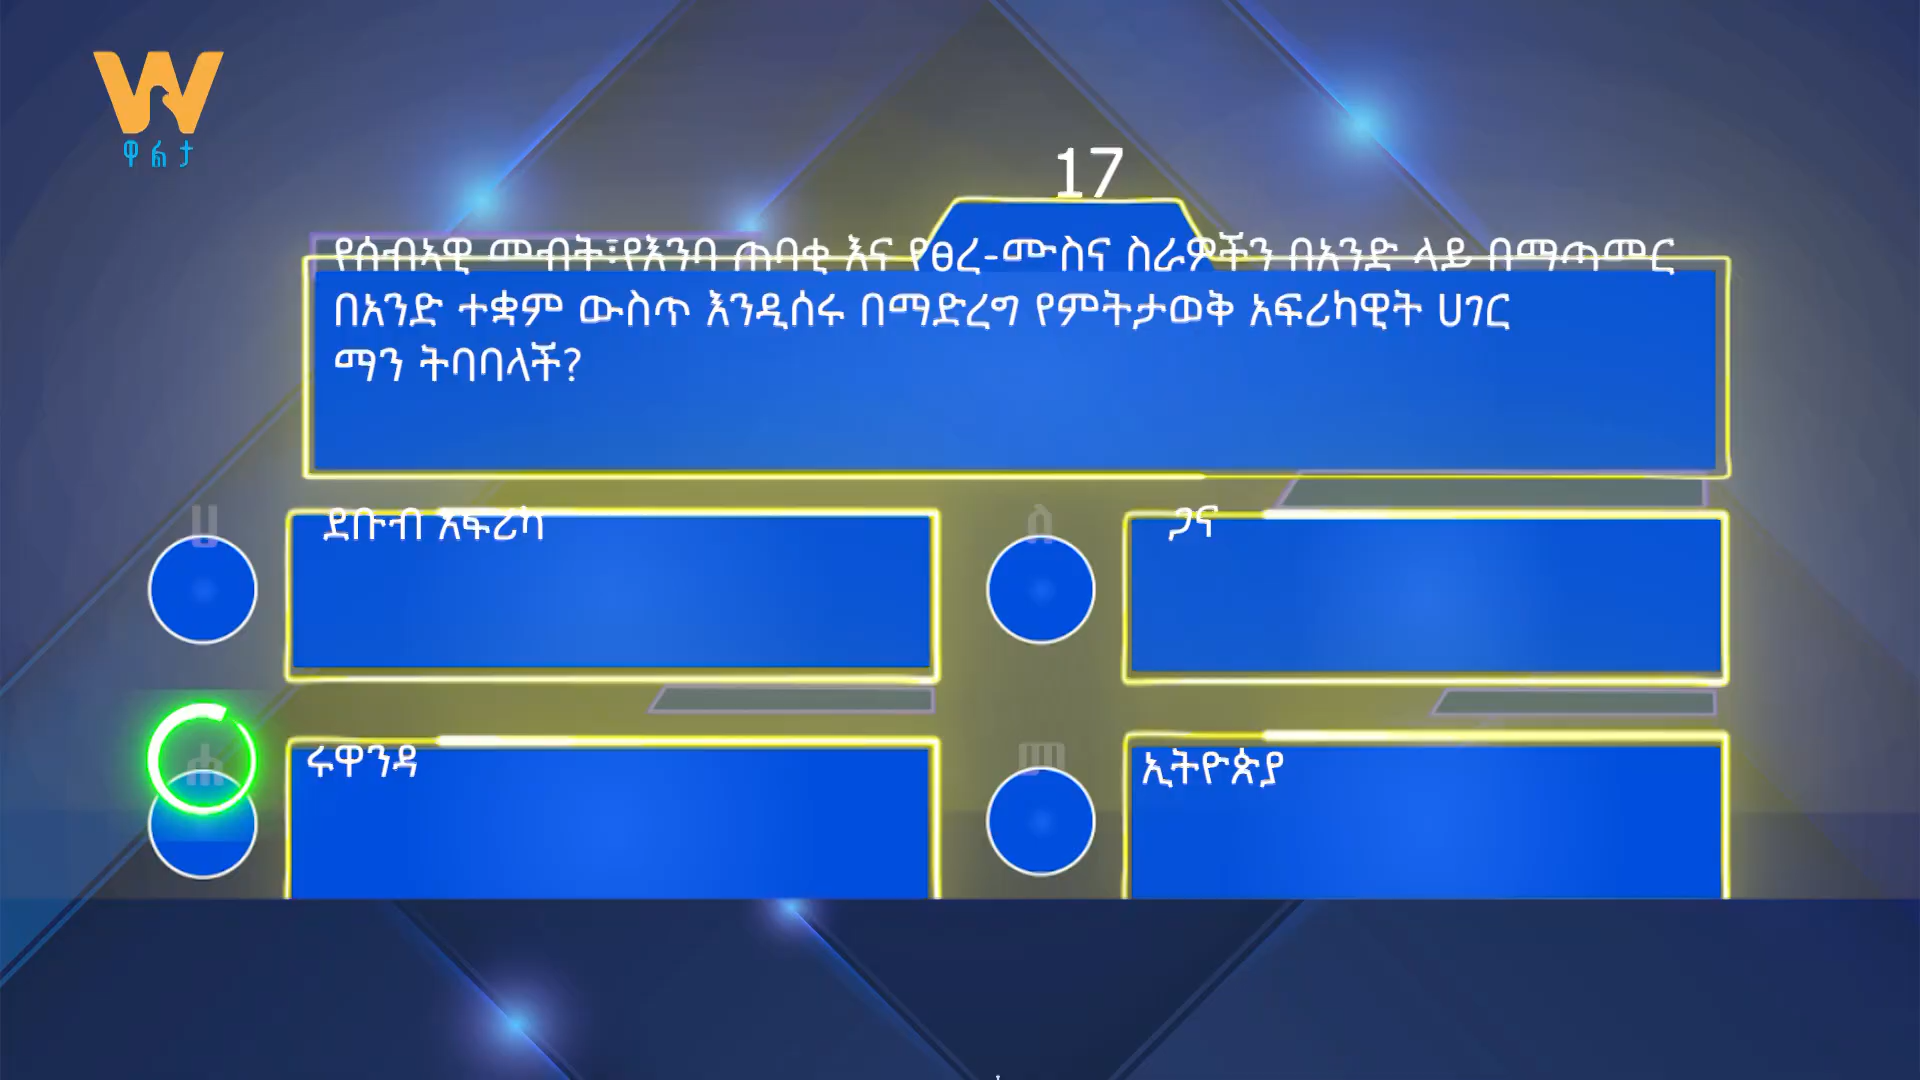 ዋልታ
17
የሰብኣዊ መብት፣የእንባ ጠባቂ እና የፀረ-ሙስና ስራዎችን በአንድ ላይ በማጣመር
በአንድ ተቋም ውስጥ እንዲሰሩ በማድረግ የምትታወቅ አፍሪካዊት ሀገር
ማን ትባባላች?
ሀ ደቡብ አፍሪካ
ለ ጋና
ሐ ሩዋንዳ
መ ኢትዮጵያ